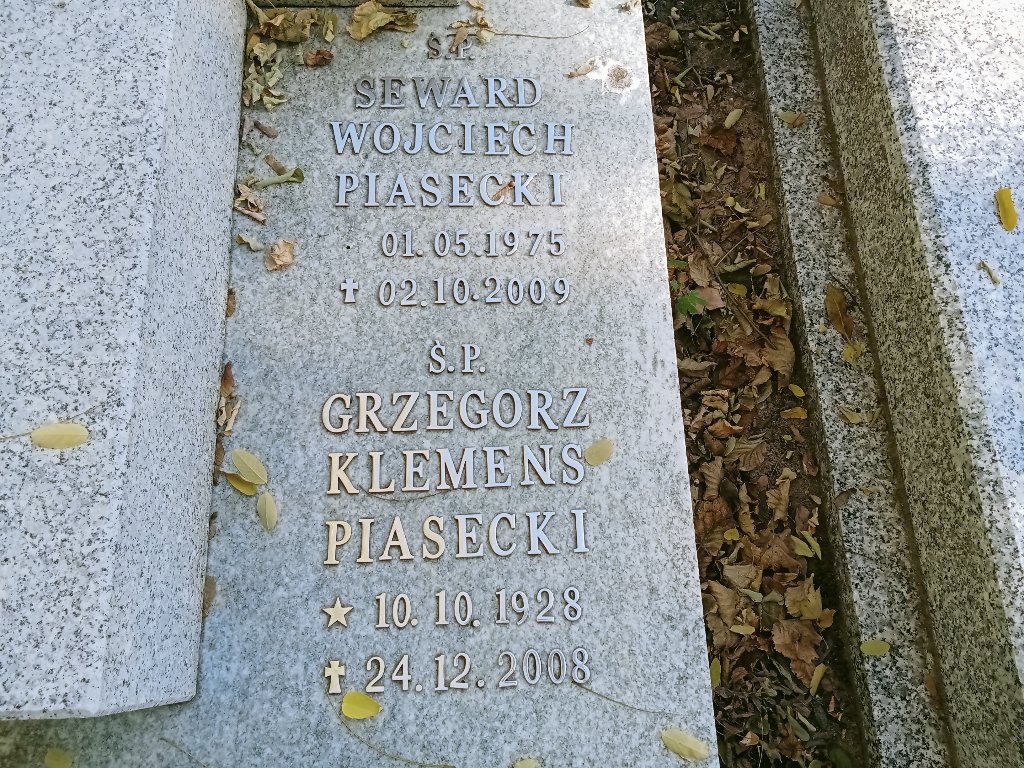 Ś.P.
SEWARD
WOJCIECH
PIASECKI
01.05.1975
✝ 02.10.2009
Ś.P.
GRZEGORZ
KLEMENS
PIASECKI
★ 10.10.1928
✝ 24.12.2008